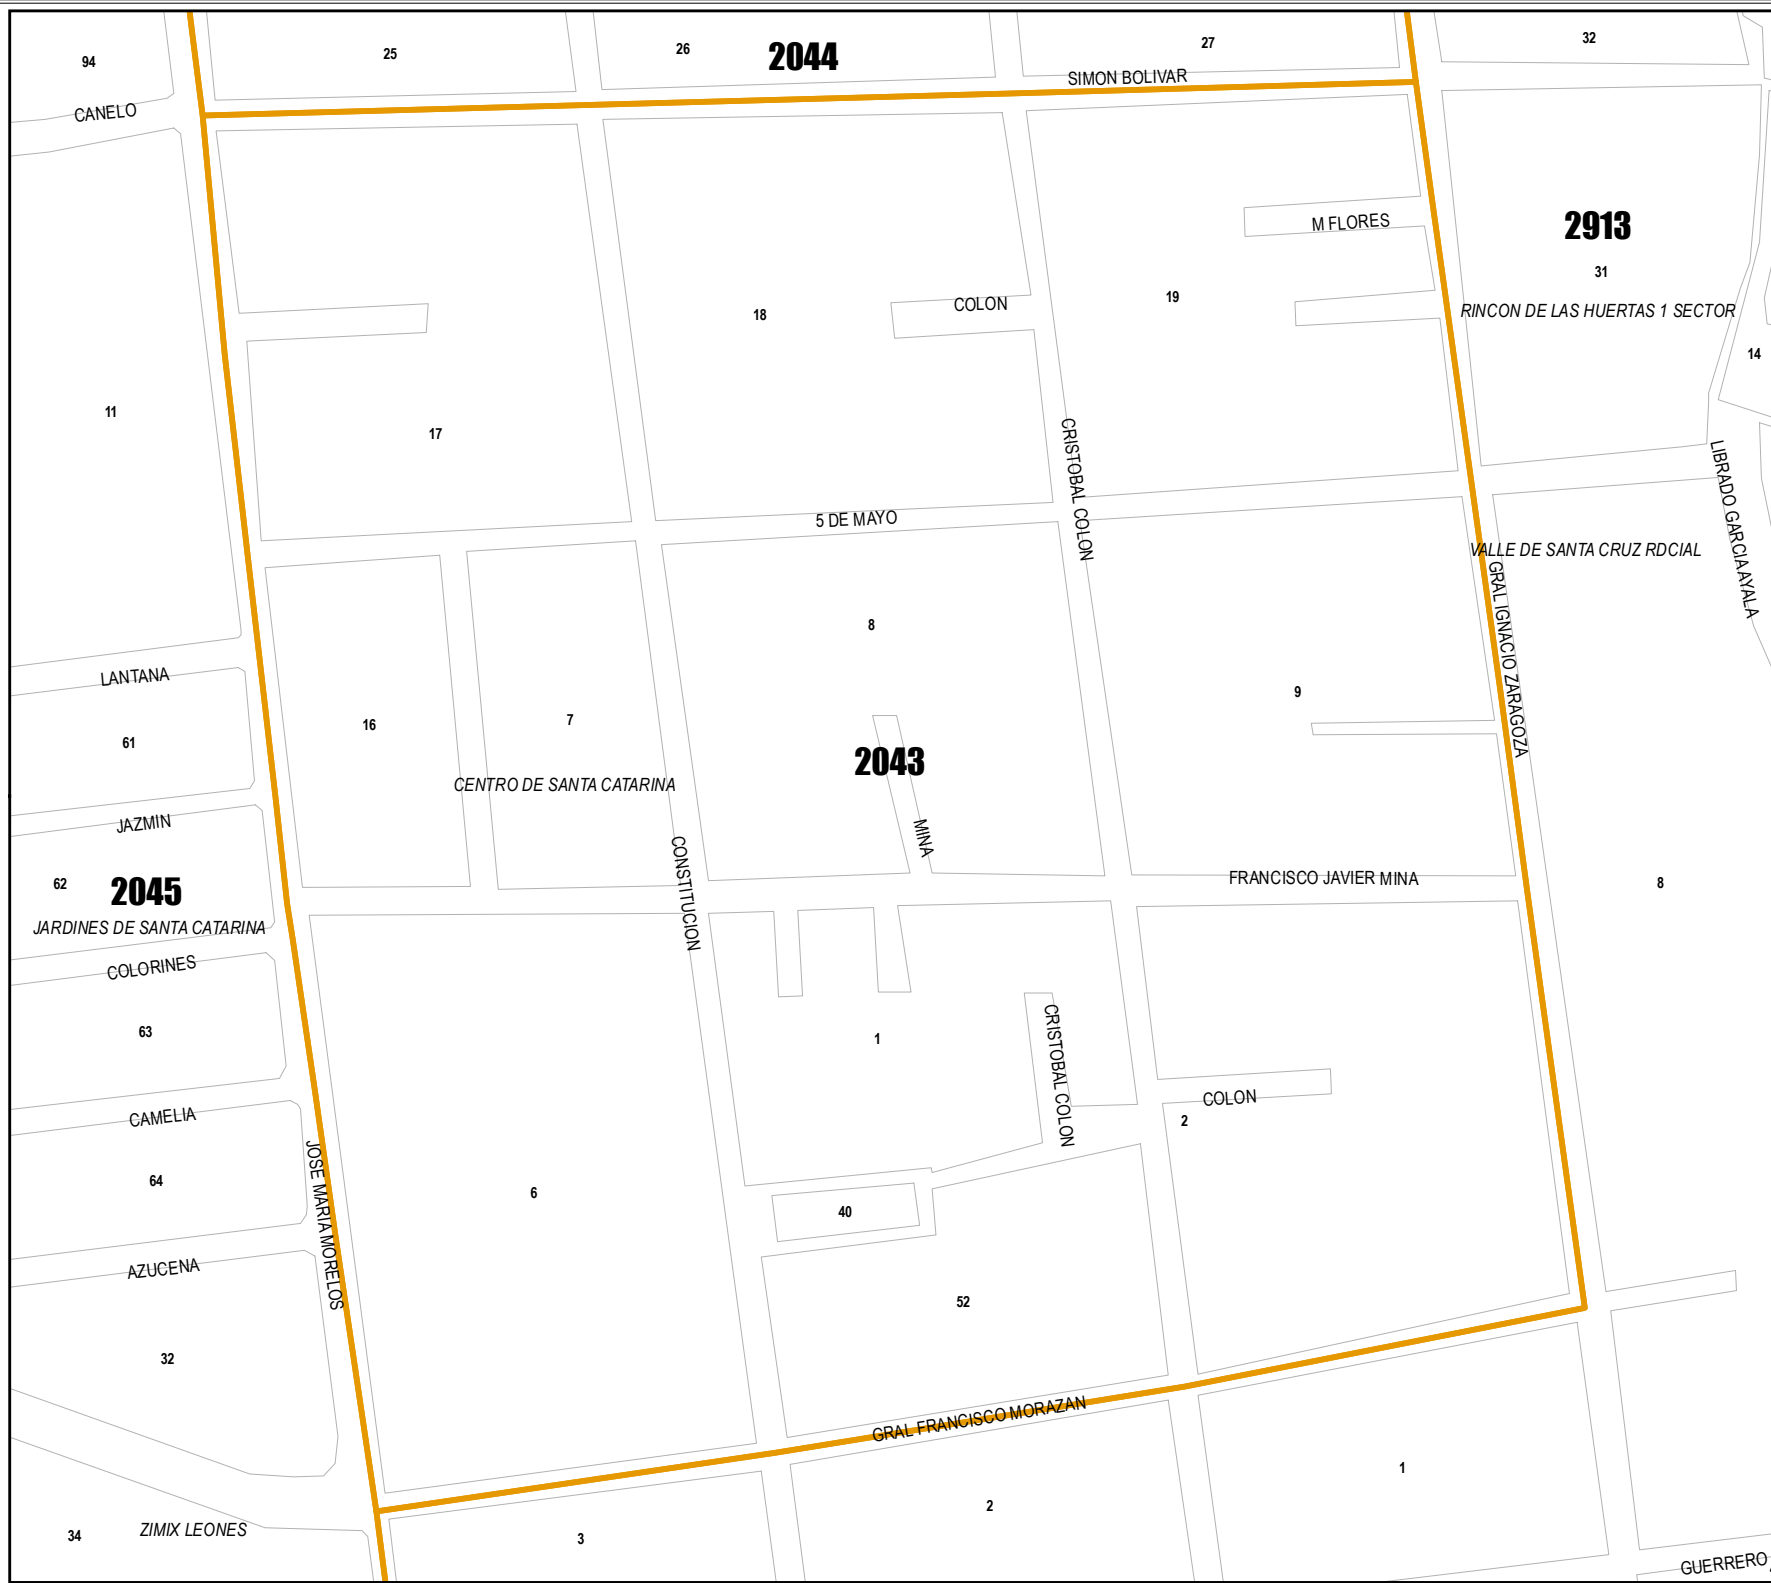 94
25
26
2044
27
32
SIMON BOLIVAR
CANELO
M FLORES
2913
31
RINCON DE LAS HUERTAS 1 SECTOR
COLON
18
19
14
11
17
CRISTOBAL COLON
LIBRADO GARCIA AYALA
5 DE MAYO
VALLE DE SANTA CRUZ RDCIAL
GRAL IGNACIO ZARAGOZA
8
LANTANA
9
61
16
7
2043
CENTRO DE SANTA CATARINA
JAZMIN
MINA
CONSTITUCION
FRANCISCO JAVIER MINA
62
2045
8
JARDINES DE SANTA CATARINA
COLORINES
63
1
CRISTOBAL COLON
COLON
2
CAMELIA
JOSE MARIA MORELOS
64
6
40
AZUCENA
52
32
GRAL FRANCISCO MORAZAN
1
2
34
ZIMIX LEONES
3
GUERRERO